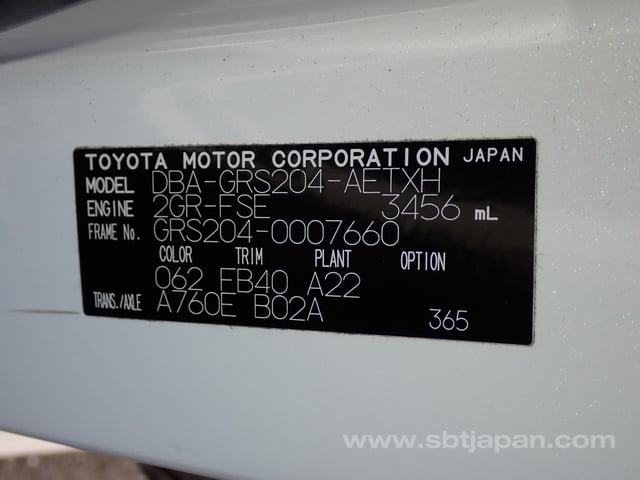 TOYOTA MOTOR CORPORATION JAPAN
MODEL DBA-GRS204-AETXH
ENGINE 2GR-FSE 3456 mL
FRAME No. GRS204-0007660
COLOR TRIM PLANT OPTION
062 FB40 A22
TRANS./AXLE A760E B02A 365
www.sbtjapan.com